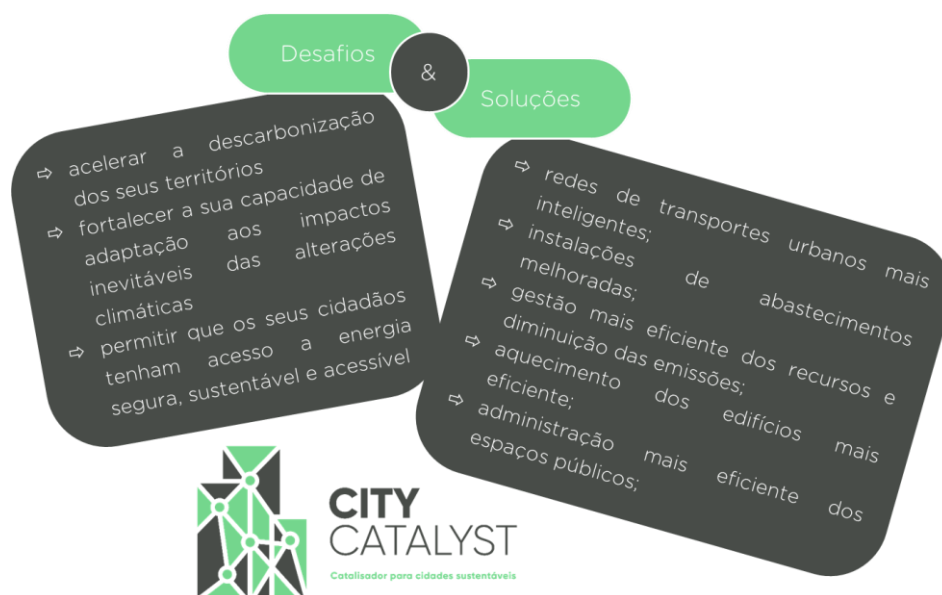 Desafios
&
Soluções
⇨ acelerar a descarbonização
dos seus territórios
⇨ fortalecer a sua capacidade de
adaptação aos impactos
inevitáveis das alterações
climáticas
⇨ permitir que os seus cidadãos
tenham acesso a energia
segura, sustentável e acessível
⇨ redes de transportes urbanos mais
inteligentes;
⇨ instalações de abastecimentos
melhoradas;
⇨ gestão mais eficiente dos recursos e
diminuição das emissões;
⇨ aquecimento dos edifícios mais
eficiente;
⇨ administração mais eficiente dos
espaços públicos;
CITY
CATALYST
Catalisador para cidades sustentáveis